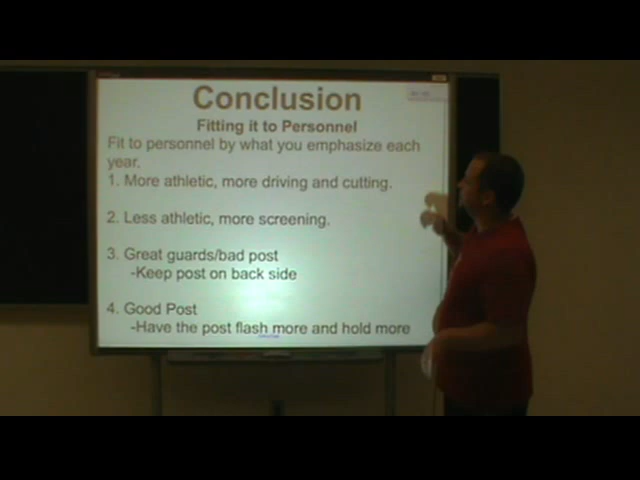 Conclusion
Fitting it to Personnel
Fit to personnel by what you emphasize each
year.
1. More athletic, more driving and cutting.
2. Less athletic, more screening.
3. Great guards/bad post
-Keep post on back side
4. Good Post
-Have the post flash more and hold more